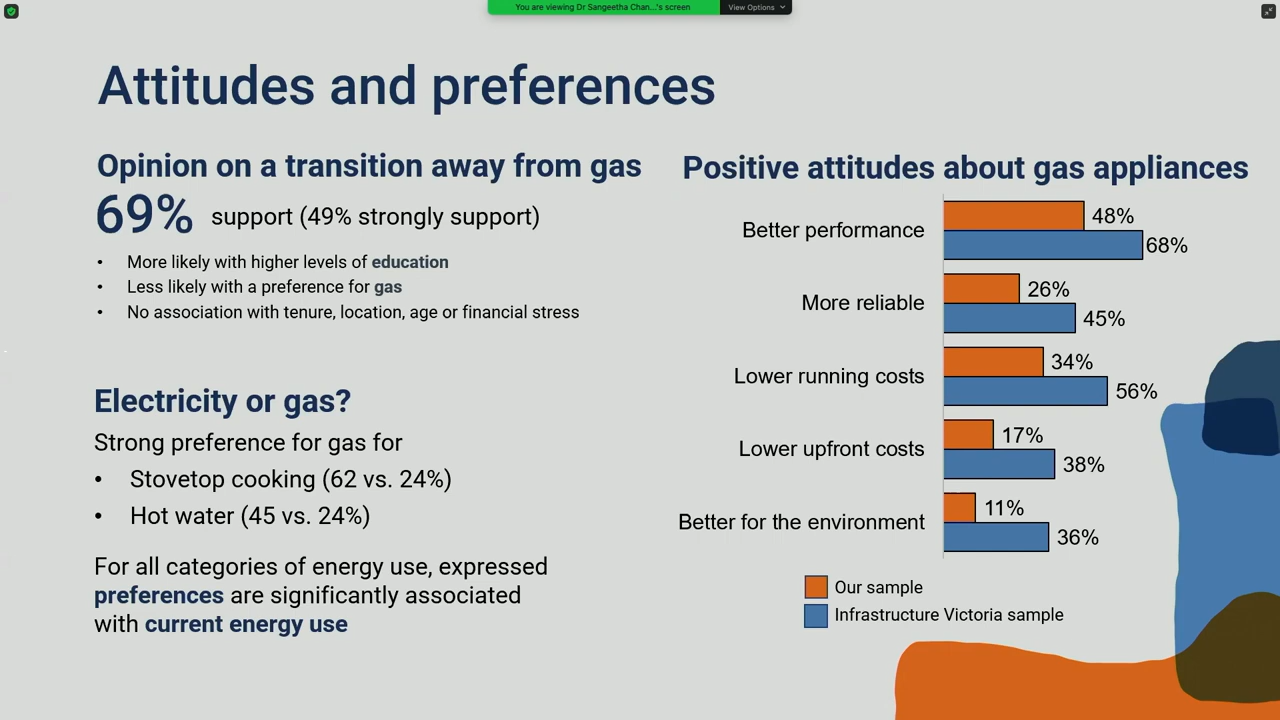 You are viewing Dr Sangeetha Chan...'s screen
View Options
Attitudes and preferences
Opinion on a transition away from gas
69% support (49% strongly support)
• More likely with higher levels of education
• Less likely with a preference for gas
• No association with tenure, location, age or financial stress
Electricity or gas?
Strong preference for gas for
• Stovetop cooking (62 vs. 24%)
• Hot water (45 vs. 24%)
For all categories of energy use, expressed
preferences are significantly associated
with current energy use
Positive attitudes about gas appliances
Better performance
48%
68%
More reliable
26%
45%
Lower running costs
34%
56%
Lower upfront costs
17%
38%
Better for the environment
11%
36%
Our sample
Infrastructure Victoria sample